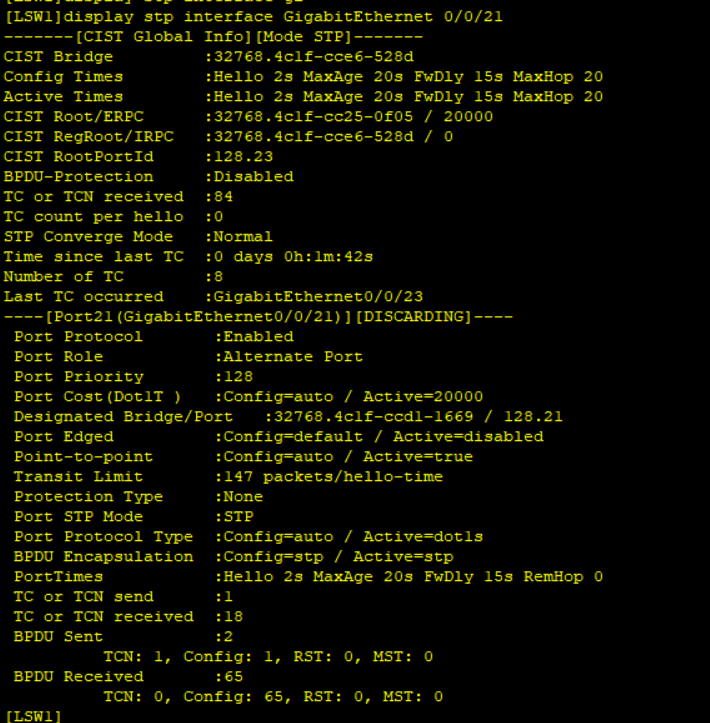 [LSW1]display stp interface GigabitEthernet 0/0/21
-------[CIST Global Info][Mode STP]-------
CIST Bridge         :32768.4c1f-cce6-528d
Config Times        :Hello 2s MaxAge 20s FwDly 15s MaxHop 20
Active Times        :Hello 2s MaxAge 20s FwDly 15s MaxHop 20
CIST Root/ERPC      :32768.4c1f-cc25-0f05 / 20000
CIST RegRoot/IRPC   :32768.4c1f-cce6-528d / 0
CIST RootPortId     :128.23
BPDU-Protection     :Disabled
TC or TCN received  :84
TC count per hello  :0
STP Converge Mode   :Normal
Time since last TC  :0 days 0h:1m:42s
Number of TC        :8
Last TC occurred    :GigabitEthernet0/0/23
----[Port21(GigabitEthernet0/0/21)][DISCARDING]----
 Port Protocol       :Enabled
 Port Role           :Alternate Port
 Port Priority       :128
 Port Cost(Dot1T )   :Config=auto / Active=20000
 Designated Bridge/Port   :32768.4c1f-ccd1-1669 / 128.21
 Port Edged          :Config=default / Active=disabled
 Point-to-point      :Config=auto / Active=true
 Transit Limit       :147 packets/hello-time
 Protection Type     :None
 Port STP Mode       :STP
 Port Protocol Type  :Config=auto / Active=dot1s
 BPDU Encapsulation  :Config=stp / Active=stp
 PortTimes           :Hello 2s MaxAge 20s FwDly 15s RemHop 0
 TC or TCN send      :1
 TC or TCN received  :18
 BPDU Sent           :2
          TCN: 1, Config: 1, RST: 0, MST: 0
 BPDU Received       :65
          TCN: 0, Config: 65, RST: 0, MST: 0
[LSW1]